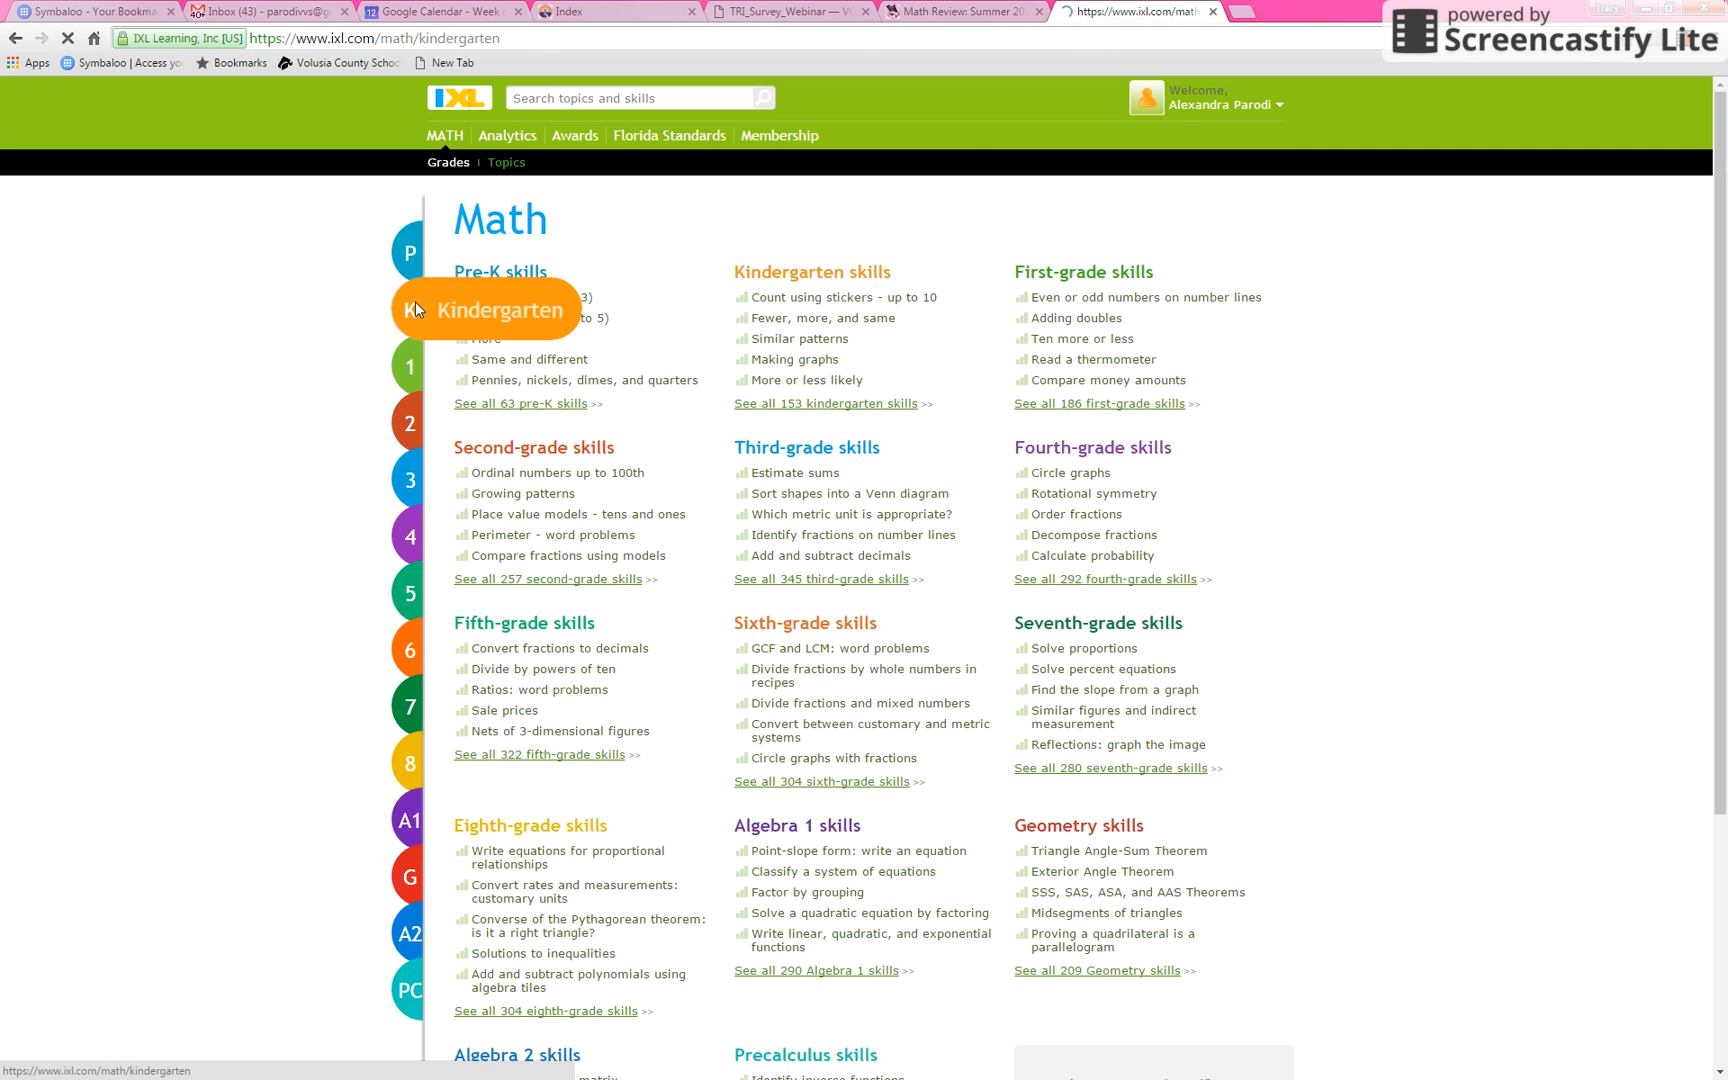 Symbaloo - Your Bookma
Inbox (43) - parodivvs@g
Google Calendar - Week o
Index
TRI_Survey_Webinar — V
Math Review: Summer 20
https://www.ixl.com/math
Tracy
powered by
Screencastify Lite
IXL Learning, Inc [US] https://www.ixl.com/math/kindergarten
Apps
Symbaloo | Access yo
Bookmarks
Volusia County Schoo
New Tab
IXL
Search topics and skills
Welcome,
Alexandra Parodi
MATH
Analytics
Awards
Florida Standards
Membership
Grades
Topics
Math
P
K Kindergarten
1
2
3
4
5
6
7
8
A1
G
A2
PC
Pre-K skills
3)
to 5)
More
Same and different
Pennies, nickels, dimes, and quarters
See all 63 pre-K skills >>
Kindergarten skills
Count using stickers - up to 10
Fewer, more, and same
Similar patterns
Making graphs
More or less likely
See all 153 kindergarten skills >>
First-grade skills
Even or odd numbers on number lines
Adding doubles
Ten more or less
Read a thermometer
Compare money amounts
See all 186 first-grade skills >>
Second-grade skills
Ordinal numbers up to 100th
Growing patterns
Place value models - tens and ones
Perimeter - word problems
Compare fractions using models
See all 257 second-grade skills >>
Third-grade skills
Estimate sums
Sort shapes into a Venn diagram
Which metric unit is appropriate?
Identify fractions on number lines
Add and subtract decimals
See all 345 third-grade skills >>
Fourth-grade skills
Circle graphs
Rotational symmetry
Order fractions
Decompose fractions
Calculate probability
See all 292 fourth-grade skills >>
Fifth-grade skills
Convert fractions to decimals
Divide by powers of ten
Ratios: word problems
Sale prices
Nets of 3-dimensional figures
See all 322 fifth-grade skills >>
Sixth-grade skills
GCF and LCM: word problems
Divide fractions by whole numbers in
recipes
Divide fractions and mixed numbers
Convert between customary and metric
systems
Circle graphs with fractions
See all 304 sixth-grade skills >>
Seventh-grade skills
Solve proportions
Solve percent equations
Find the slope from a graph
Similar figures and indirect
measurement
Reflections: graph the image
See all 280 seventh-grade skills >>
Eighth-grade skills
Write equations for proportional
relationships
Convert rates and measurements:
customary units
Converse of the Pythagorean theorem:
is it a right triangle?
Solutions to inequalities
Add and subtract polynomials using
algebra tiles
See all 304 eighth-grade skills >>
Algebra 1 skills
Point-slope form: write an equation
Classify a system of equations
Factor by grouping
Solve a quadratic equation by factoring
Write linear, quadratic, and exponential
functions
See all 290 Algebra 1 skills >>
Geometry skills
Triangle Angle-Sum Theorem
Exterior Angle Theorem
SSS, SAS, ASA, and AAS Theorems
Midsegments of triangles
Proving a quadrilateral is a
parallelogram
See all 209 Geometry skills >>
Algebra 2 skills
matrix
Precalculus skills
Identify inverse functions
https://www.ixl.com/math/kindergarten